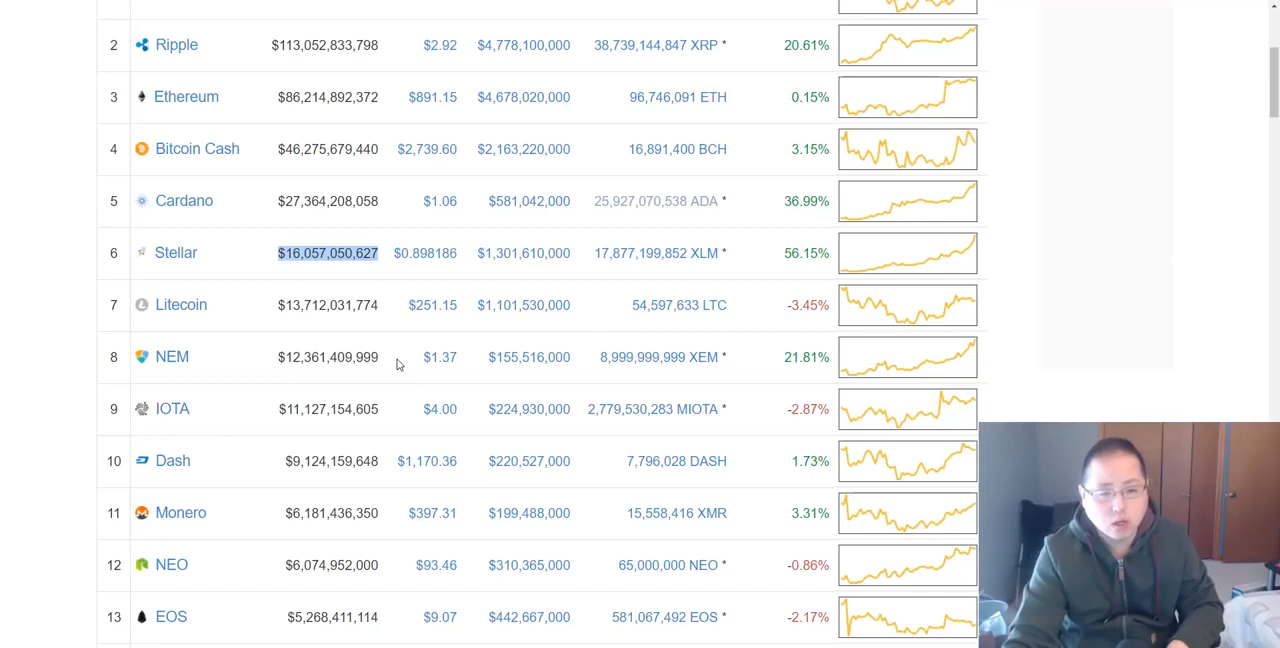 2 Ripple $113,052,833,798 $2.92 $4,778,100,000 38,739,144,847 XRP * 20.61%
3 Ethereum $86,214,892,372 $891.15 $4,678,020,000 96,746,091 ETH 0.15%
4 Bitcoin Cash $46,275,679,440 $2,739.60 $2,163,220,000 16,891,400 BCH 3.15%
5 Cardano $27,364,208,058 $1.06 $581,042,000 25,927,070,538 ADA * 36.99%
6 Stellar $16,057,050,627 $0.898186 $1,301,610,000 17,877,199,852 XLM * 56.15%
7 Litecoin $13,712,031,774 $251.15 $1,101,530,000 54,597,633 LTC -3.45%
8 NEM $12,361,409,999 $1.37 $155,516,000 8,999,999,999 XEM * 21.81%
9 IOTA $11,127,154,605 $4.00 $224,930,000 2,779,530,283 MIOTA * -2.87%
10 Dash $9,124,159,648 $1,170.36 $220,527,000 7,796,028 DASH 1.73%
11 Monero $6,181,436,350 $397.31 $199,488,000 15,558,416 XMR 3.31%
12 NEO $6,074,952,000 $93.46 $310,365,000 65,000,000 NEO * -0.86%
13 EOS $5,268,411,114 $9.07 $442,667,000 581,067,492 EOS * -2.17%